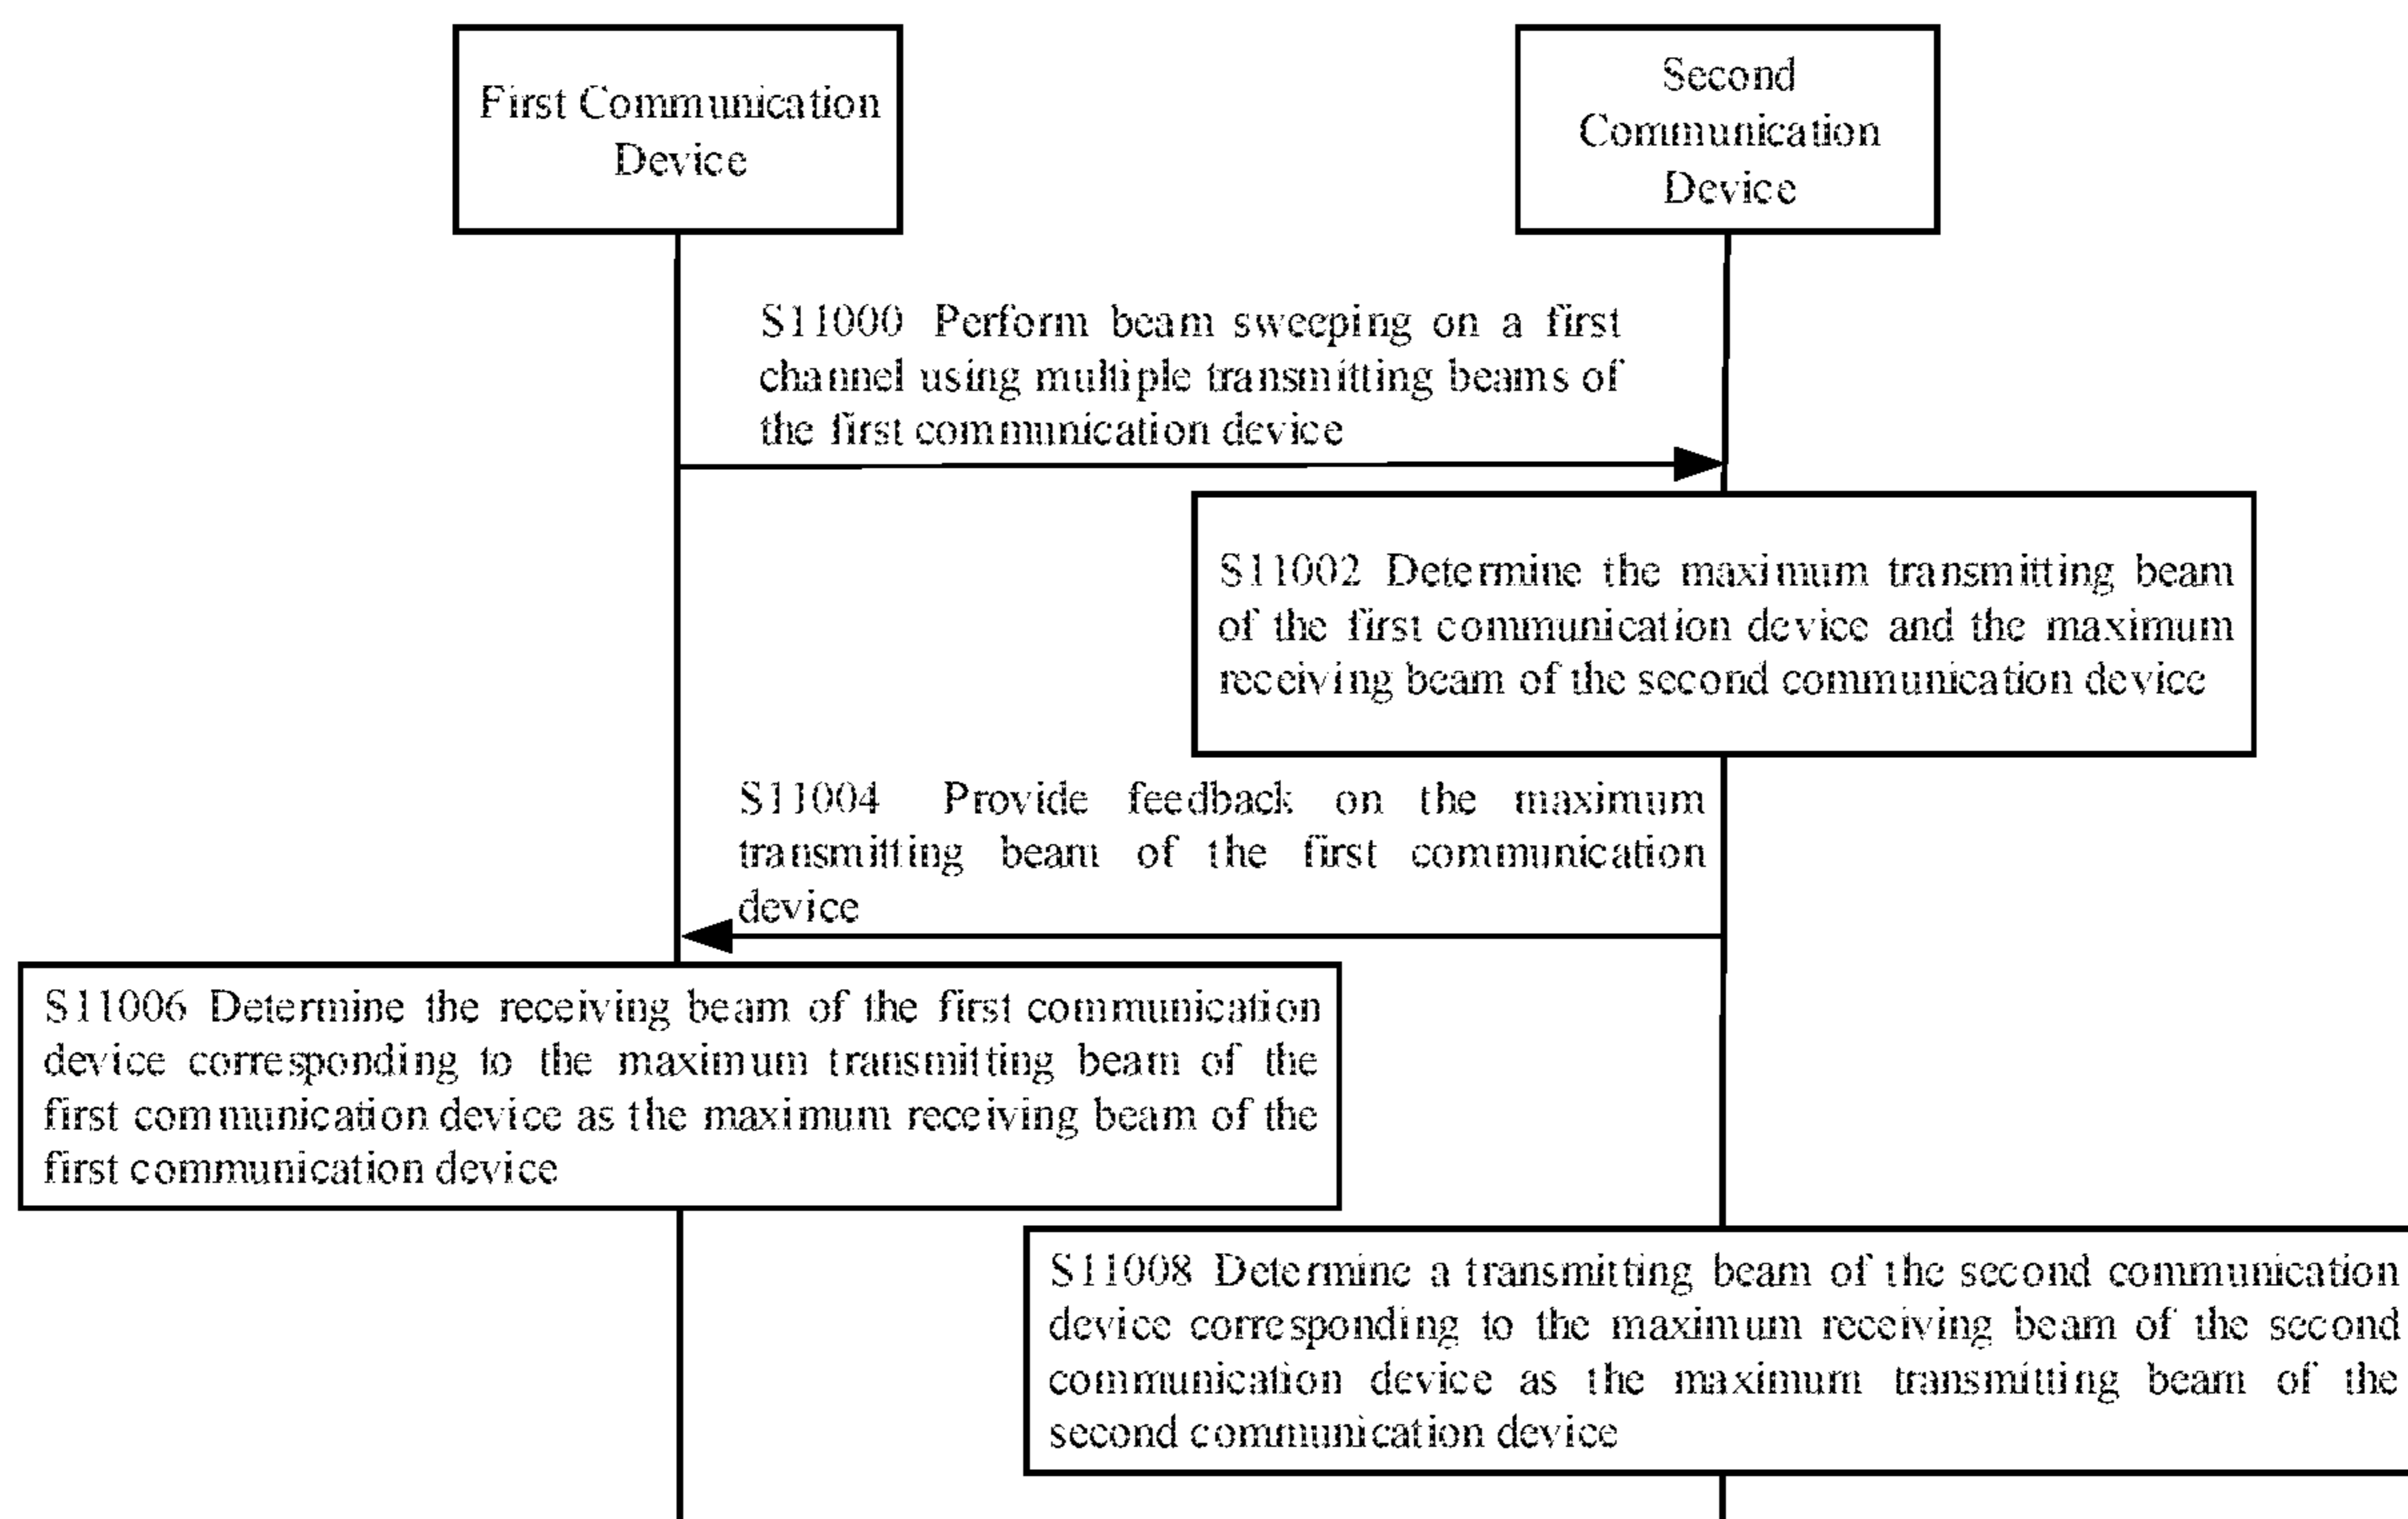 First Communication
Device
Second
Communication
Device
S11000 Perform beam sweeping on a first
channel using multiple transmitting beams of
the first communication device
S11002 Determine the maximum transmitting beam
of the first communication device and the maximum
receiving beam of the second communication device
S11004 Provide feedback on the maximum
transmitting beam of the first communication
device
S11006 Determine the receiving beam of the first communication
device corresponding to the maximum transmitting beam of the
first communication device as the maximum receiving beam of the
first communication device
S11008 Determine a transmitting beam of the second communication
device corresponding to the maximum receiving beam of the second
communication device as the maximum transmitting beam of the
second communication device